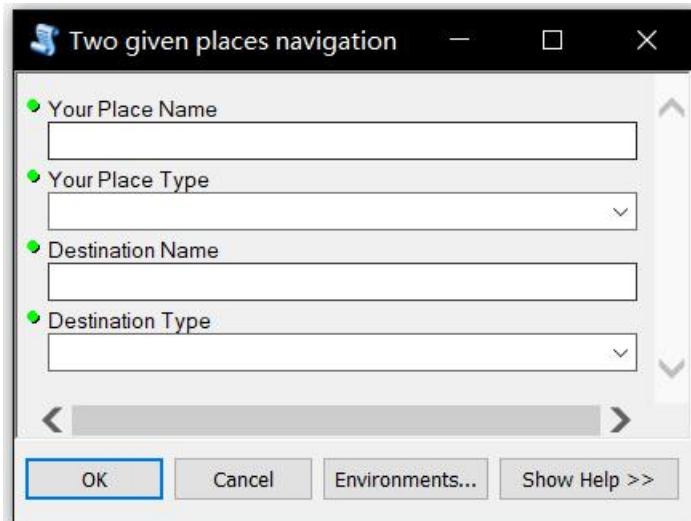 Two given places navigation
Your Place Name
Your Place Type
Destination Name
Destination Type
OK Cancel Environments... Show Help >>